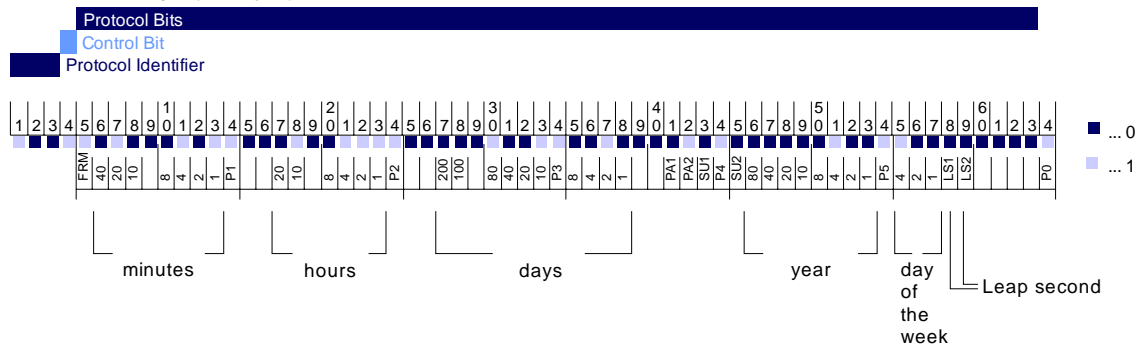 Protocol Bits
Control Bit
Protocol Identifier
1 2 3 4 5 6
1 2 3 4 5 6 7 8 9 0 1 2 3 4 5 6 7 8 9 0 1 2 3 4 5 6 7 8 9 0 1 2 3 4 5 6 7 8 9 0 1 2 3 4 5 6 7 8 9 0 1 2 3 4 5 6 7 8 9 0 1 2 3 4
... 0
... 1
FRM 40 20 10 8 4 2 1 P1 20 10 8 4 2 1 P2 200 100 80 40 20 10 P3 8 4 2 1 PA1 PA2 SU1 P4 SU2 80 40 20 10 8 4 2 1 P5 4 2 1 LS1 LS2 P0
minutes
hours
days
year
day
of
the
week
Leap second